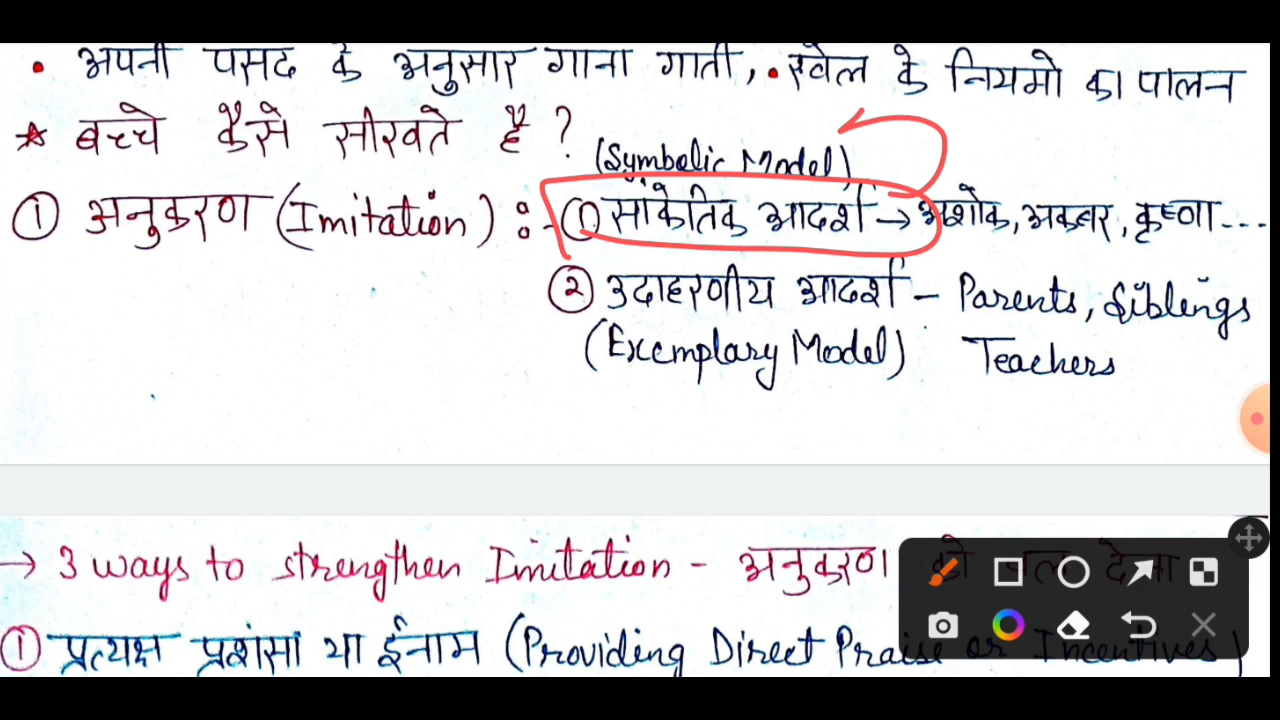 • अपनी पसंद के अनुसार गाना गाती, • खेल के नियमो का पालन
★ बच्चे कैसे सीखते है ?
(Symbolic Model)
① अनुकरण (Imitation) :- ① सांकेतिक आदर्श → अशोक, अकबर, कृष्णा...
② उदाहरणीय आदर्श - Parents, Siblings
(Exemplary Model) Teachers
→ 3 ways to strengthen Imitation - अनुकरण
① प्रत्यक्ष प्रशंसा या ईनाम (Providing Direct Praise or Incentives)